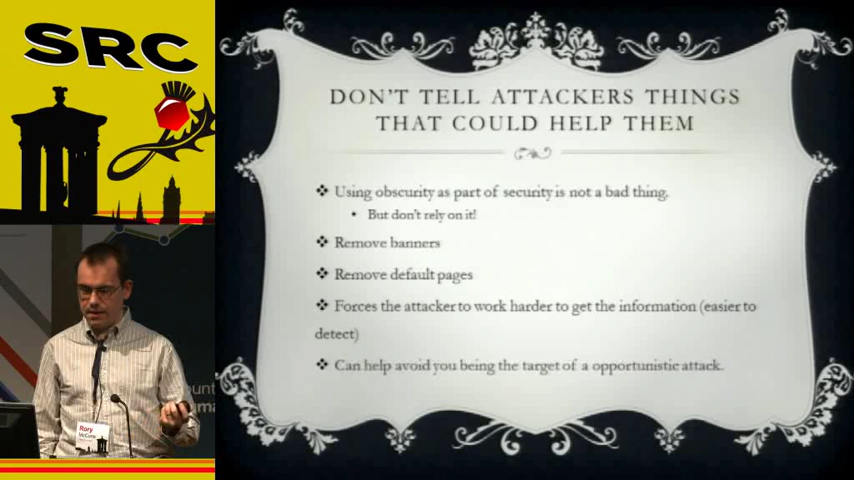 SRC
DON'T TELL ATTACKERS THINGS
THAT COULD HELP THEM
Using obscurity as part of security is not a bad thing.
But don't rely on it!
Remove banners
Remove default pages
Forces the attacker to work harder to get the information (easier to
detect)
Can help avoid you being the target of a opportunistic attack.
Rory
McCune